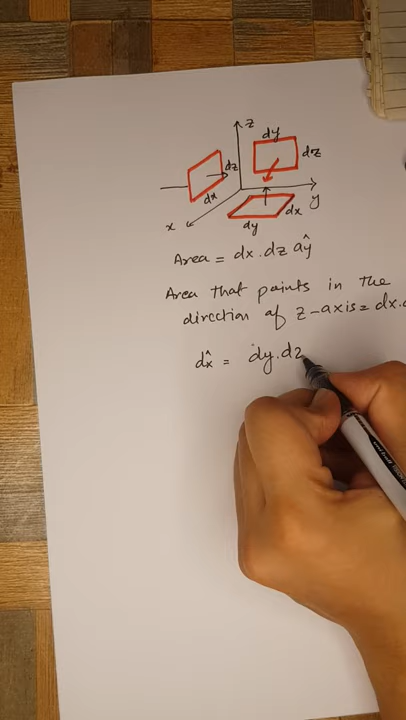 z
dy
dz
dz
dx
dx
y
x
dy
Area = dx.dz aŷ
Area that points in the
direction of z-axis = dx.
dx̂ = dy.dz